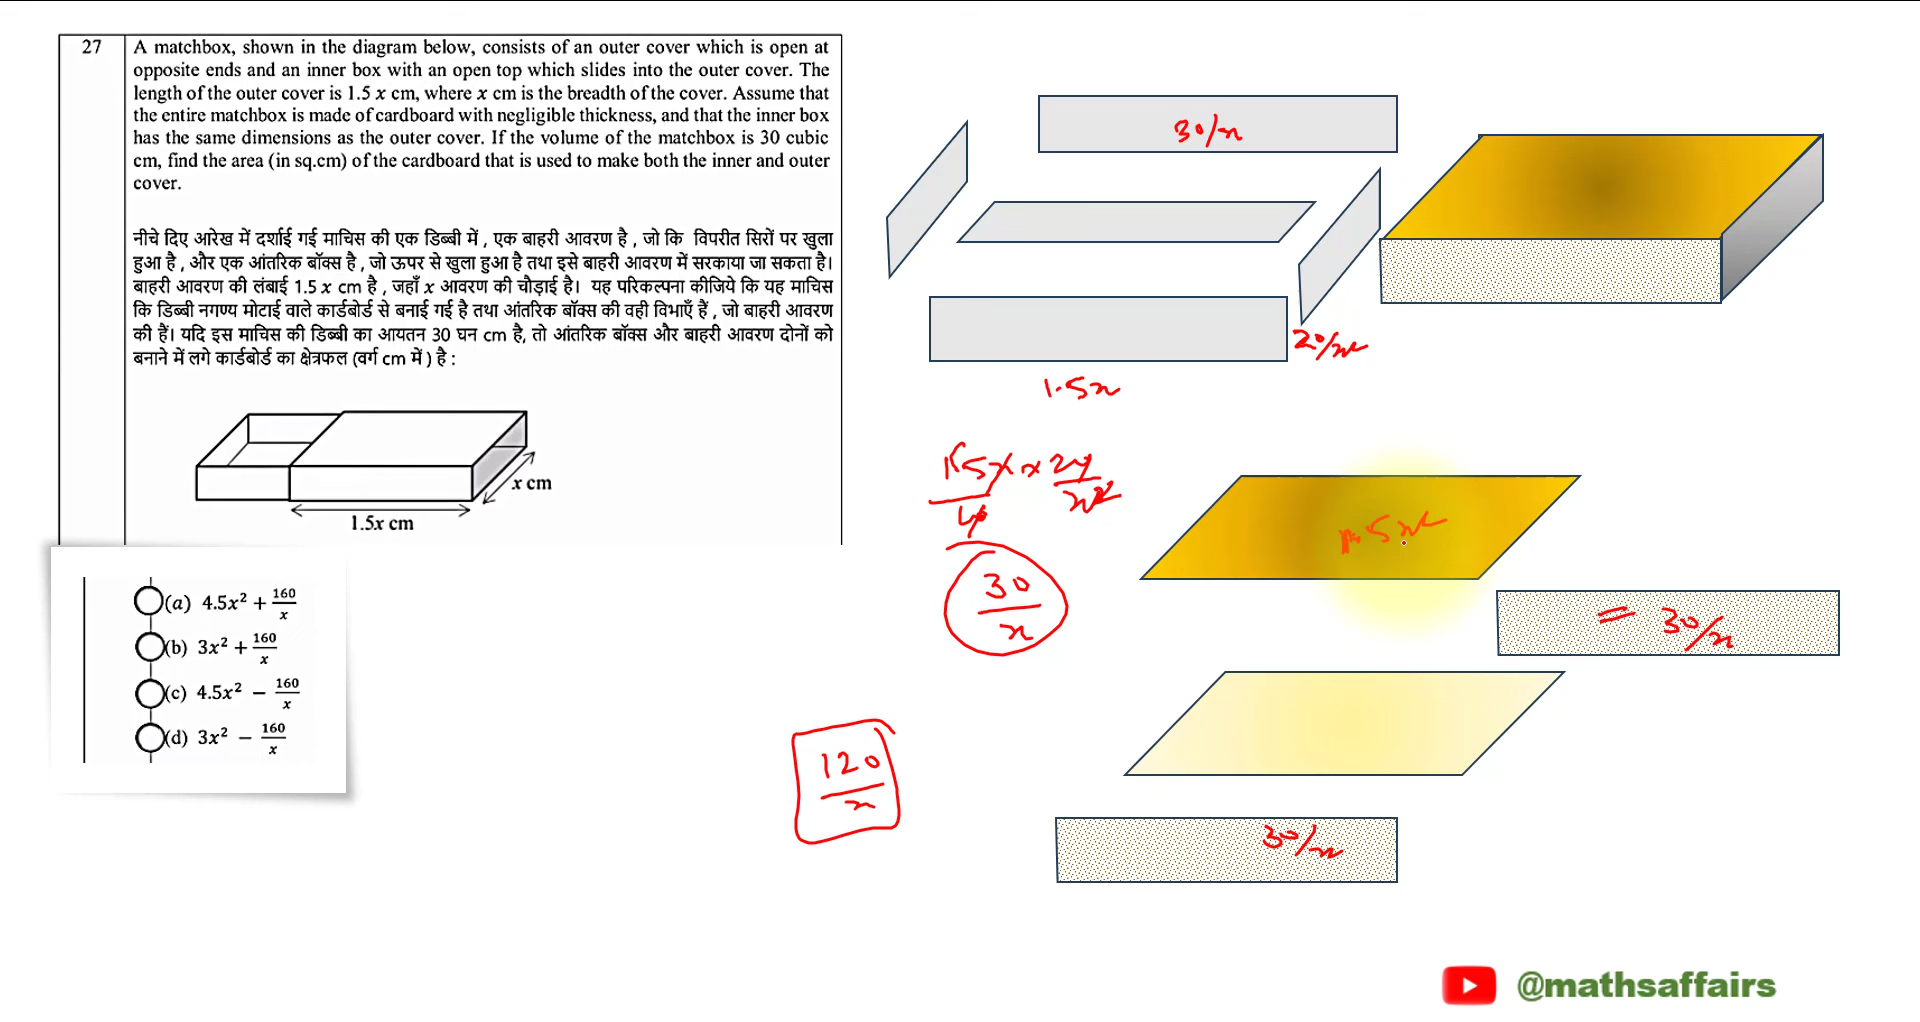 27
A matchbox, shown in the diagram below, consists of an outer cover which is open at
opposite ends and an inner box with an open top which slides into the outer cover. The
length of the outer cover is 1.5 x cm, where x cm is the breadth of the cover. Assume that
the entire matchbox is made of cardboard with negligible thickness, and that the inner box
has the same dimensions as the outer cover. If the volume of the matchbox is 30 cubic
cm, find the area (in sq.cm) of the cardboard that is used to make both the inner and outer
cover.
नीचे दिए आरेख में दर्शाई गई माचिस की एक डिब्बी में , एक बाहरी आवरण है , जो कि विपरीत सिरों पर खुला
हुआ है , और एक आंतरिक बॉक्स है , जो ऊपर से खुला हुआ है तथा इसे बाहरी आवरण में सरकाया जा सकता है।
बाहरी आवरण की लंबाई 1.5 x cm है , जहाँ x आवरण की चौड़ाई है। यह परिकल्पना कीजिये कि यह माचिस
कि डिब्बी नगण्य मोटाई वाले कार्डबोर्ड से बनाई गई है तथा आंतरिक बॉक्स की वही विभाएँ हैं , जो बाहरी आवरण
की हैं। यदि इस माचिस की डिब्बी का आयतन 30 घन cm है, तो आंतरिक बॉक्स और बाहरी आवरण दोनों को
बनाने में लगे कार्डबोर्ड का क्षेत्रफल (वर्ग cm में ) है :
x cm
1.5x cm
(a) 4.5x² + 160/x
(b) 3x² + 160/x
(c) 4.5x² − 160/x
(d) 3x² − 160/x
30/x
20/x
1.5x
30/x
120/x
= 30/x
30/x
@mathsaffairs